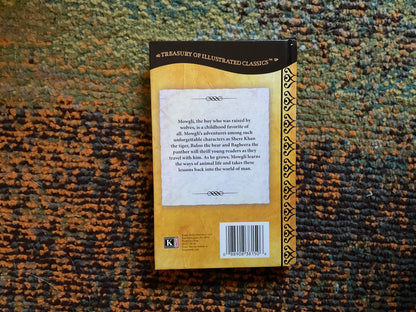 TREASURY OF ILLUSTRATED CLASSICS™
Mowgli, the boy who was raised by
wolves, is a childhood favorite of
all. Mowgli's adventures among such
unforgettable characters as Shere Khan
the tiger, Baloo the bear and Bagheera the
panther will thrill young readers as they
travel with him. As he grows, Mowgli learns
the ways of animal life and takes these
lessons back into the world of man.
K